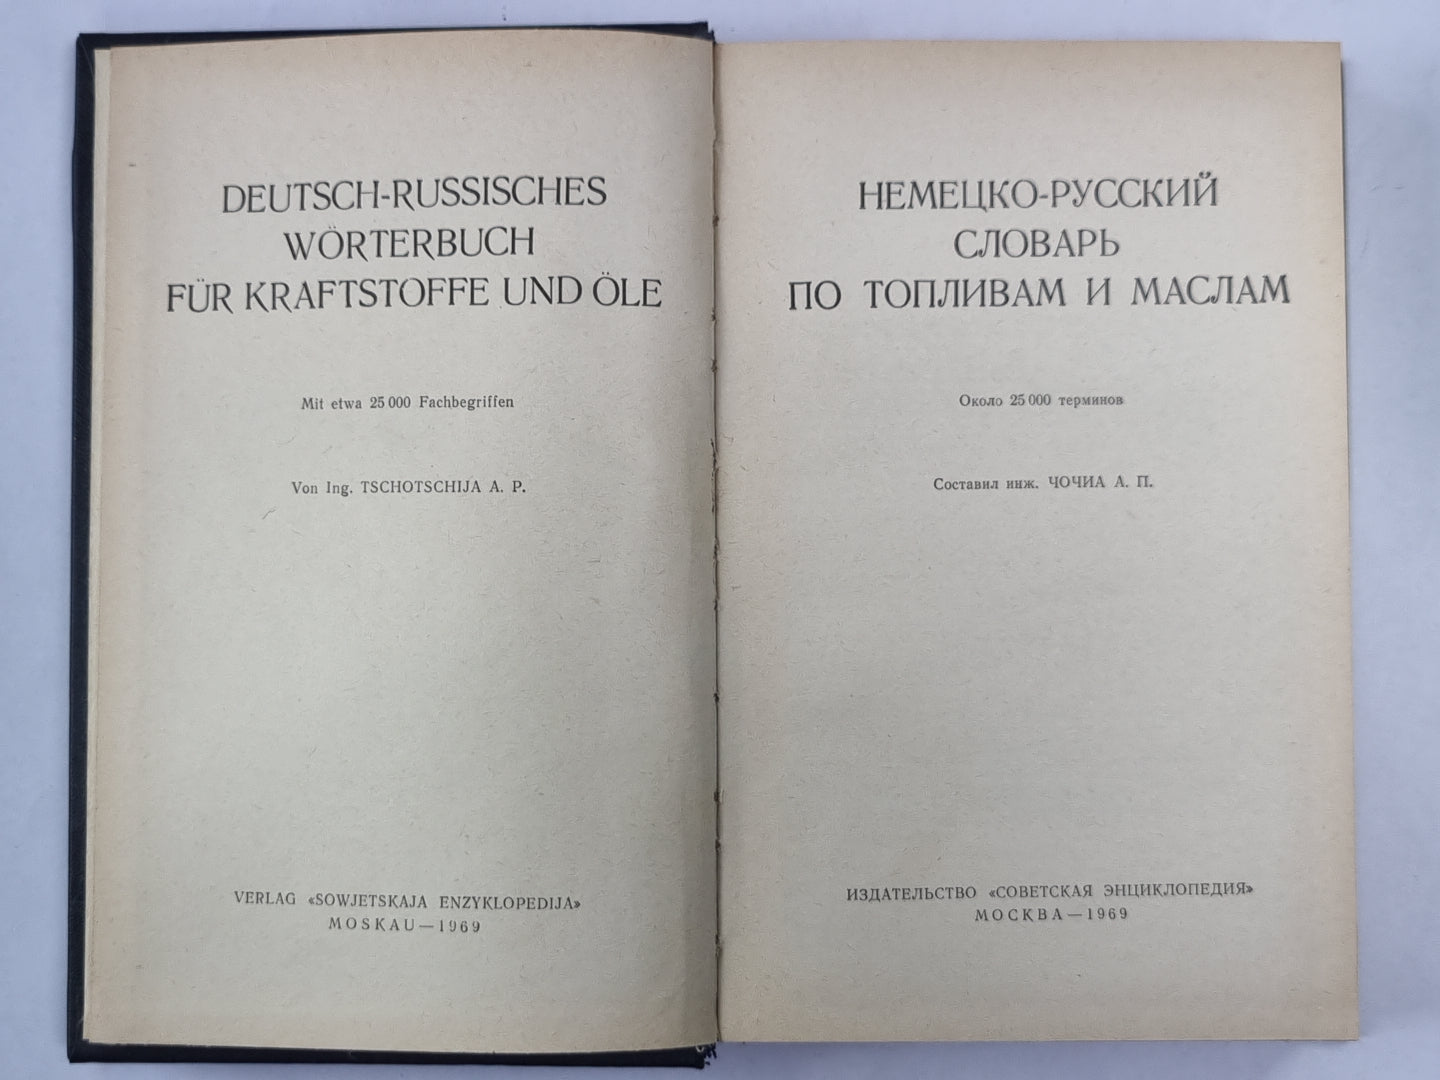 DEUTSCH-RUSSISCHES
WÖRTERBUCH
FÜR KRAFTSTOFFE UND ÖLE
Mit etwa 25 000 Fachbegriffen
Von Ing. TSCHOTSCHIJA A. P.
VERLAG «SOWJETSKAJA ENZYKLOPEDIJA»
MOSKAU — 1969
НЕМЕЦКО-РУССКИЙ
СЛОВАРЬ
ПО ТОПЛИВАМ И МАСЛАМ
Около 25 000 терминов
Составил инж. ЧОЧИА А. П.
ИЗДАТЕЛЬСТВО «СОВЕТСКАЯ ЭНЦИКЛОПЕДИЯ»
МОСКВА — 1969